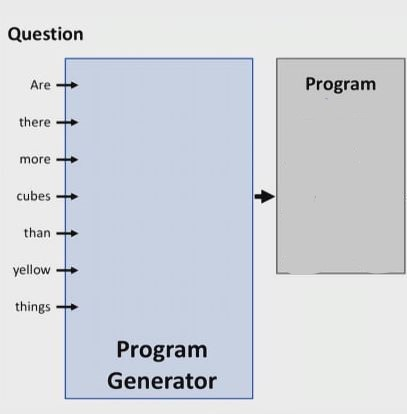 Question
Are
there
more
cubes
than
yellow
things
Program
Generator
Program